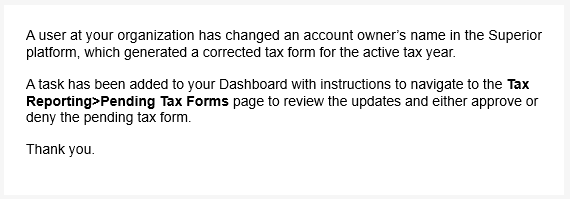 A user at your organization has changed an account owner's name in the Superior
platform, which generated a corrected tax form for the active tax year.
A task has been added to your Dashboard with instructions to navigate to the Tax
Reporting>Pending Tax Forms page to review the updates and either approve or
deny the pending tax form.
Thank you.